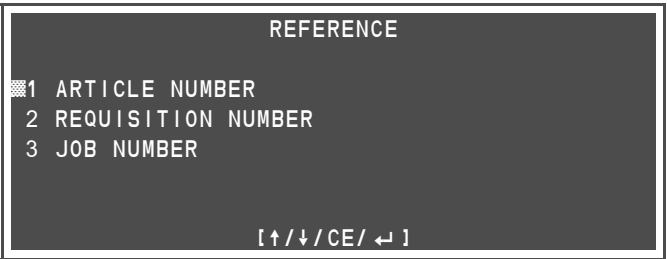 REFERENCE
▒1 ARTICLE NUMBER
2 REQUISITION NUMBER
3 JOB NUMBER
[↑/↓/CE/ ↵ ]